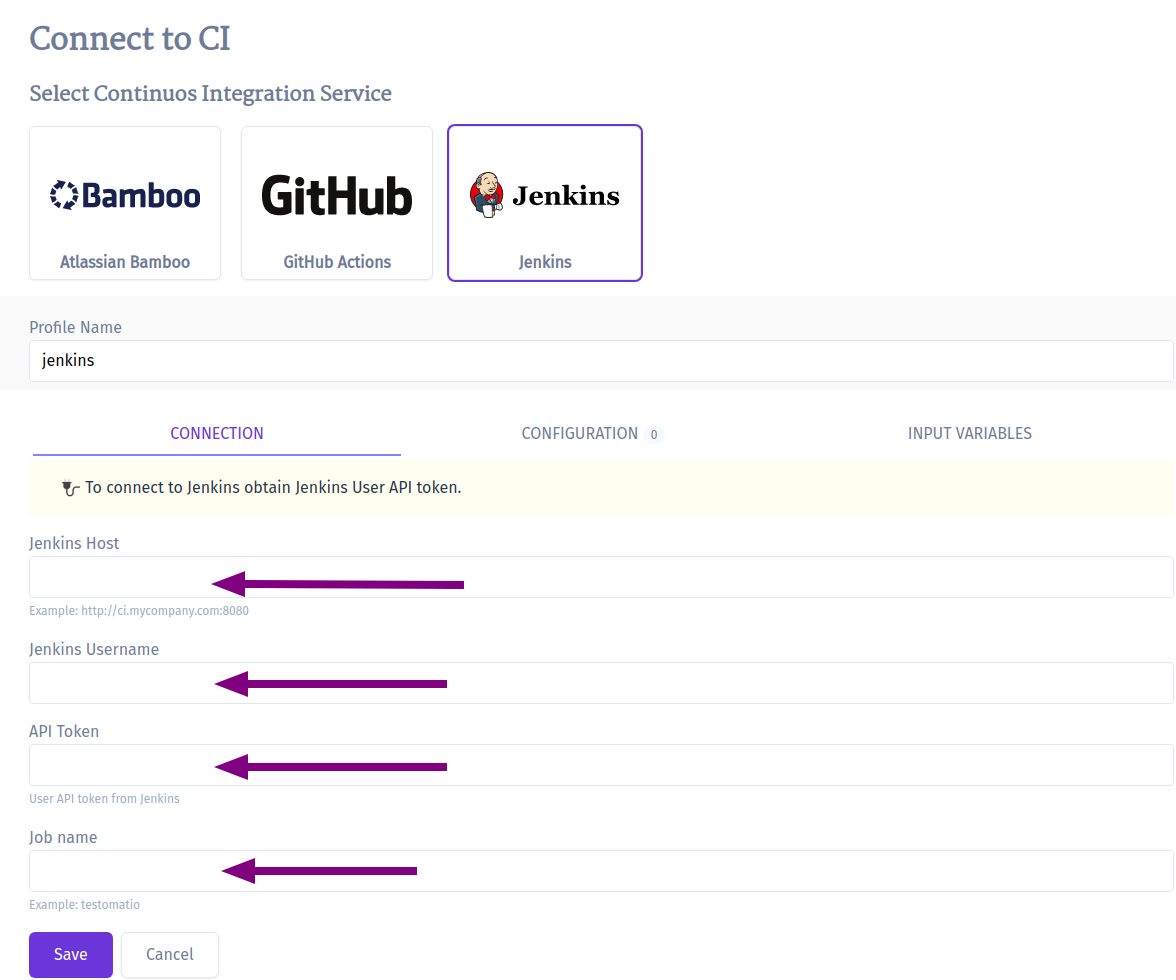 Connect to CI
Select Continuos Integration Service
Bamboo GitHub Jenkins
Atlassian Bamboo GitHub Actions Jenkins
Profile Name
jenkins
CONNECTION CONFIGURATION 0 INPUT VARIABLES
To connect to Jenkins obtain Jenkins User API token.
Jenkins Host
Example: http://ci.mycompany.com:8080
Jenkins Username
API Token
User API token from Jenkins
Job name
Example: testomatio
Save Cancel